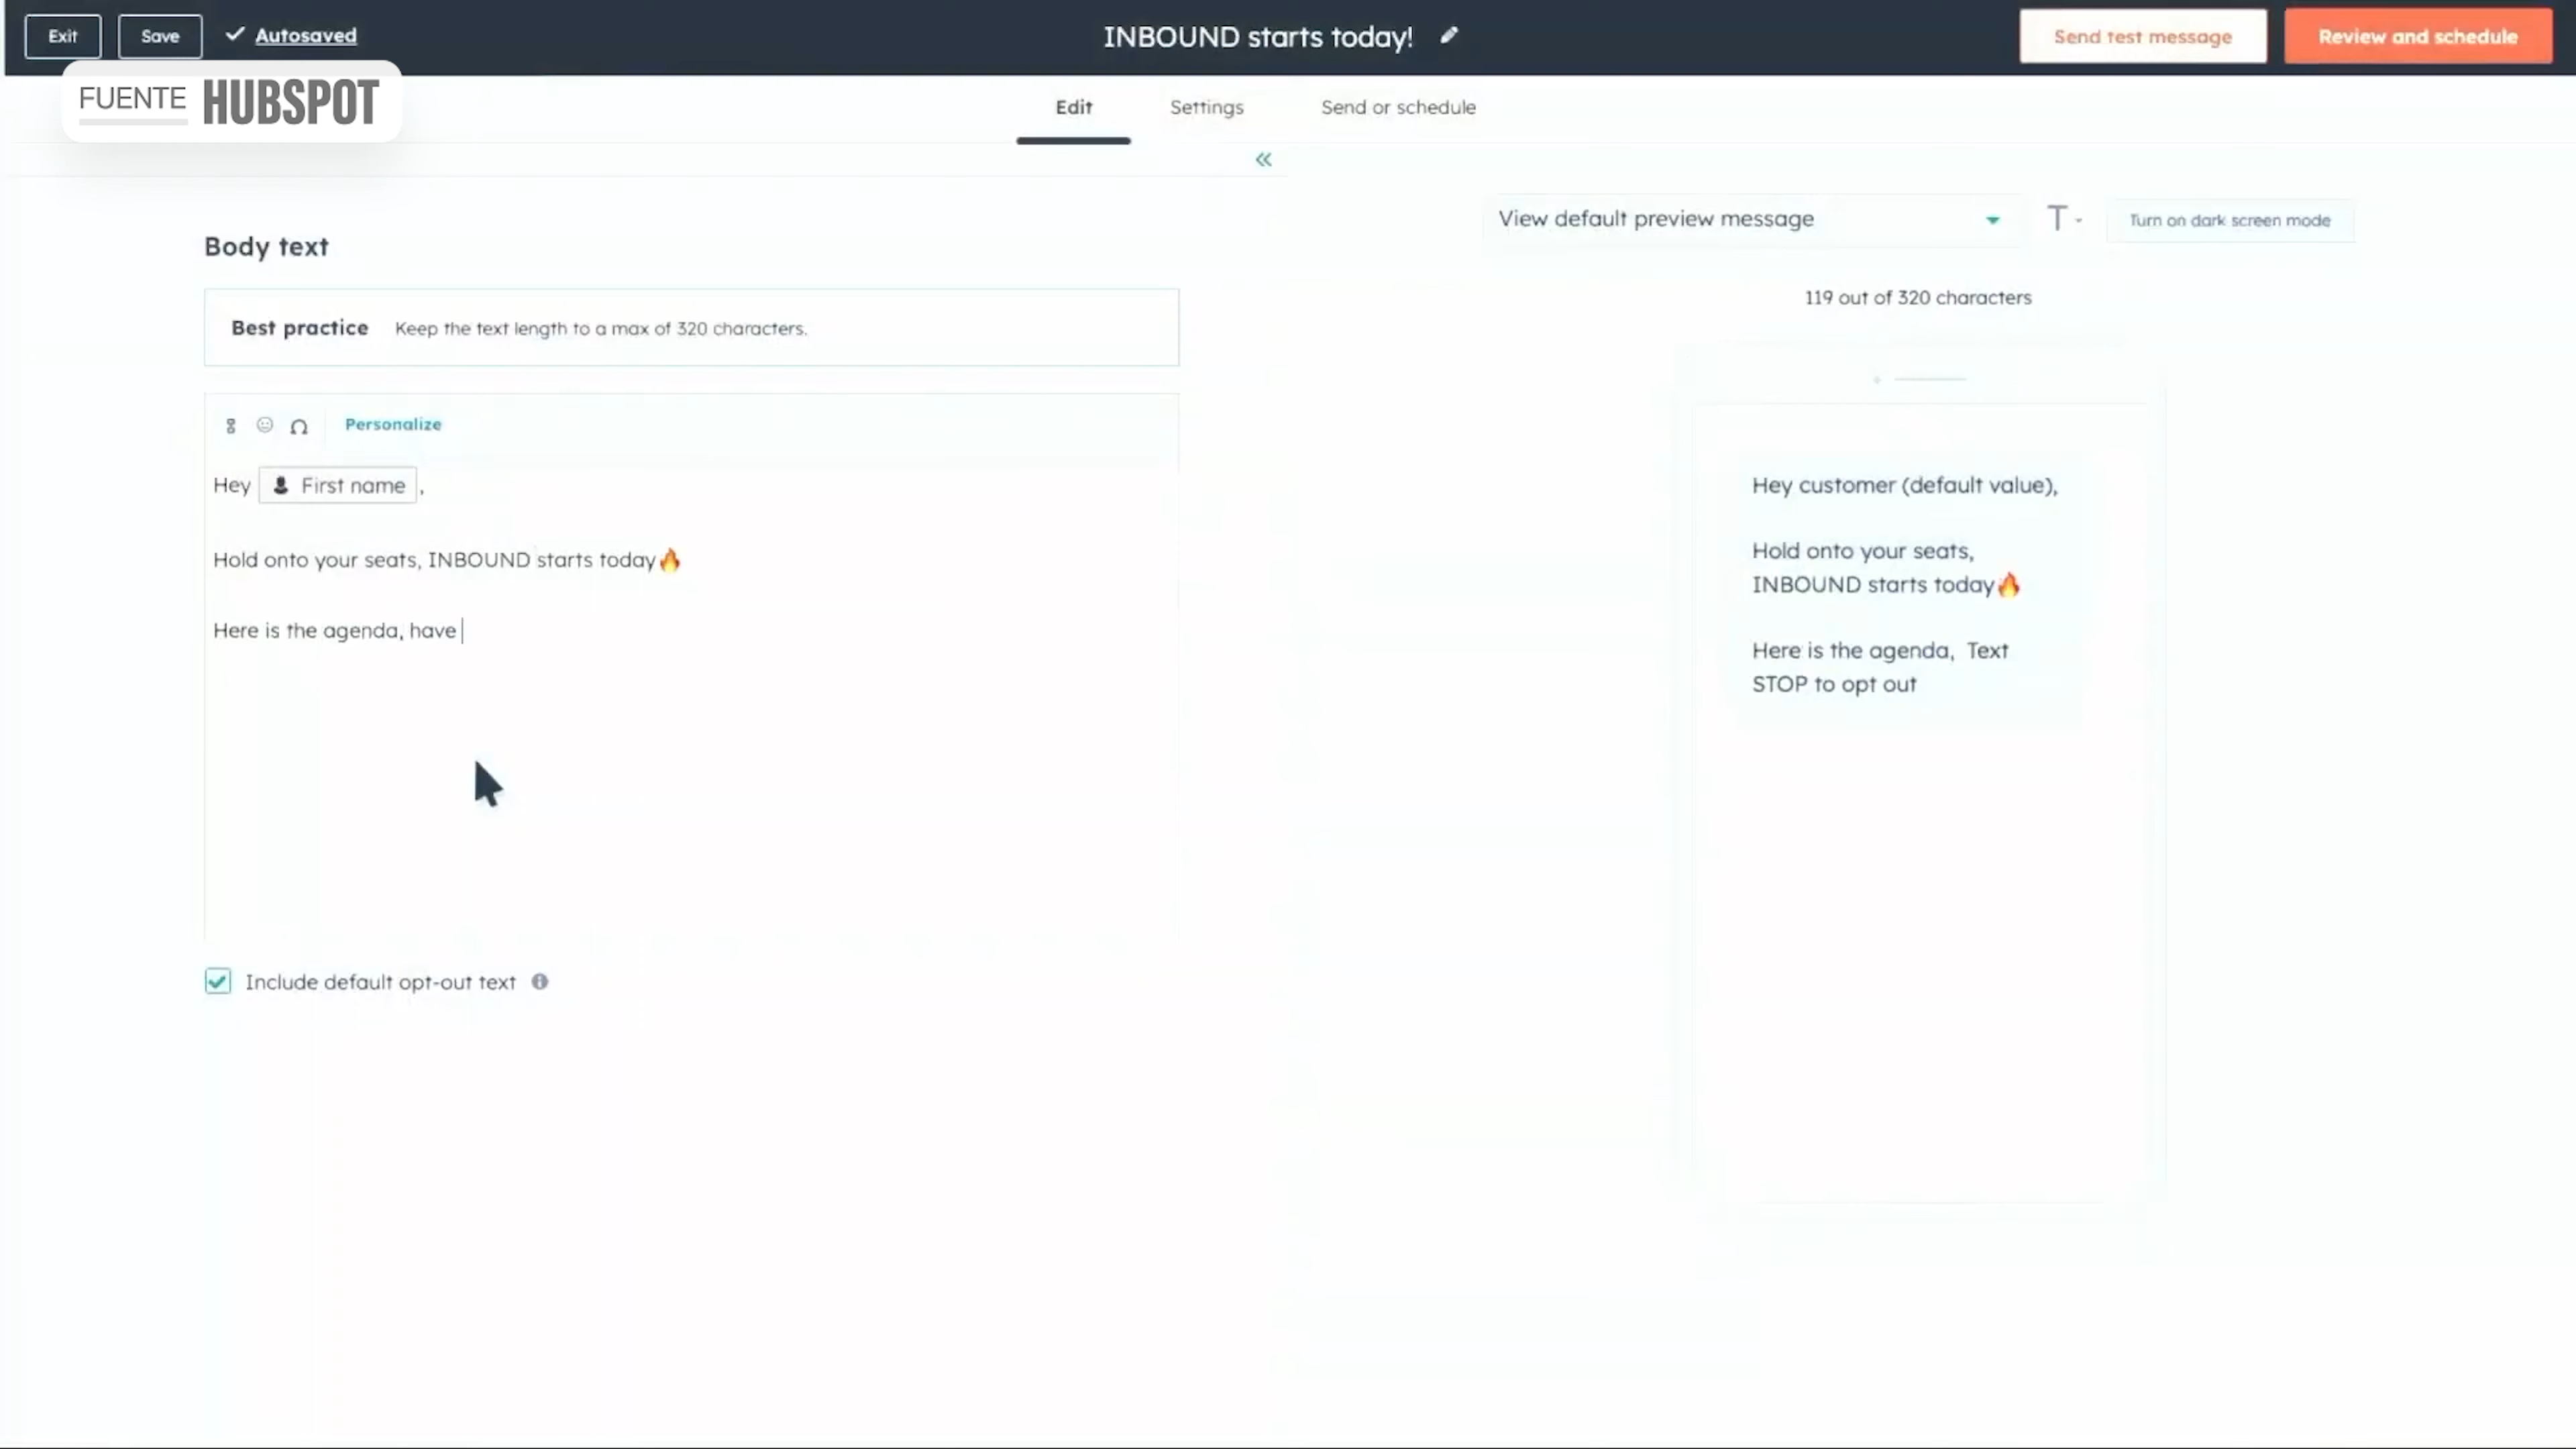 Exit Save Autosaved INBOUND starts today! Send test message Review and schedule
FUENTE HUBSPOT
Edit Settings Send or schedule
View default preview message T Turn on dark screen mode
Body text
119 out of 320 characters
Best practice Keep the text length to a max of 320 characters.
Personalize
Hey First name ,
Hold onto your seats, INBOUND starts today🔥
Here is the agenda, have
Include default opt-out text
Hey customer (default value),
Hold onto your seats,
INBOUND starts today🔥
Here is the agenda, Text
STOP to opt out